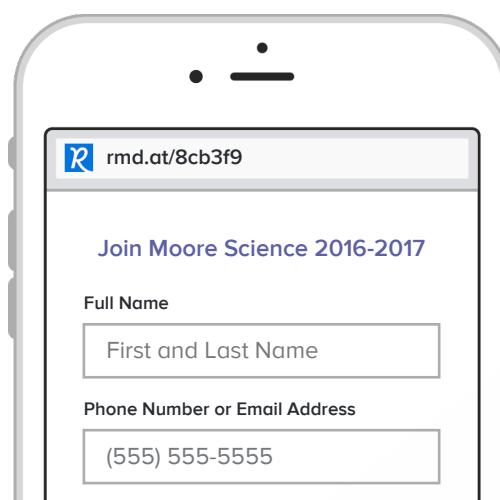 R rmd.at/8cb3f9
Join Moore Science 2016-2017
Full Name
First and Last Name
Phone Number or Email Address
(555) 555-5555